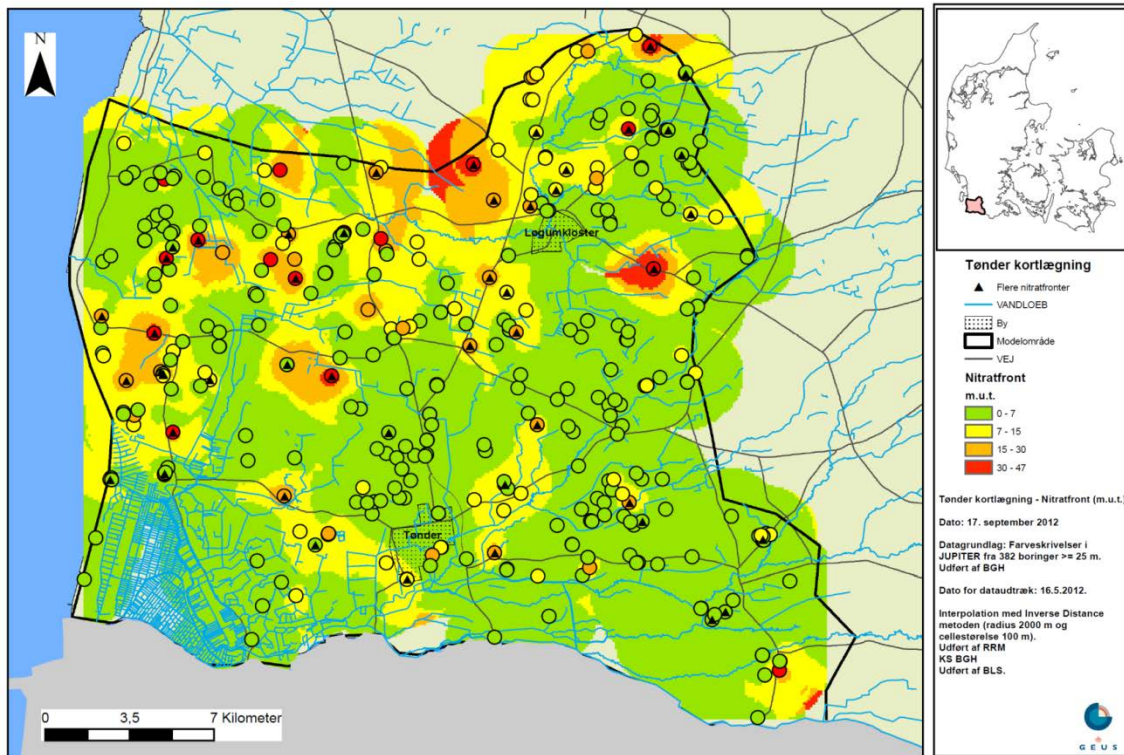 N
Løgumkloster
Tønder
0 3,5 7 Kilometer
Tønder kortlægning
Flere nitratfronter
VANDLOEB
By
Modelområde
VEJ
Nitratfront
m.u.t.
0 - 7
7 - 15
15 - 30
30 - 47
Tønder kortlægning - Nitratfront (m.u.t.)
Dato: 17. september 2012
Datagrundlag: Farveskrivelser i
JUPITER fra 382 boringer >= 25 m.
Udført af BGH
Dato for dataudtræk: 16.5.2012.
Interpolation med Inverse Distance
metoden (radius 2000 m og
cellestørelse 100 m).
Udført af RRM
KS BGH
Udført af BLS.
GEUS